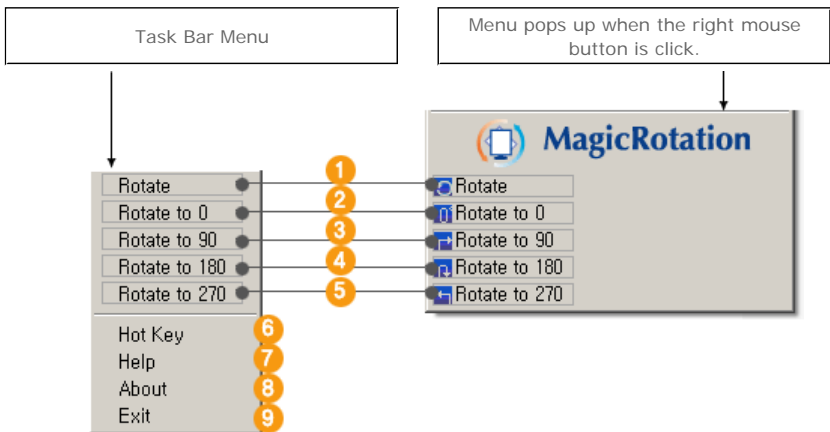 Task Bar Menu
Menu pops up when the right mouse
button is click.
MagicRotation
Rotate
1
Rotate
Rotate to 0
2
Rotate to 0
Rotate to 90
3
Rotate to 90
Rotate to 180
4
Rotate to 180
Rotate to 270
5
Rotate to 270
Hot Key
6
Help
7
About
8
Exit
9